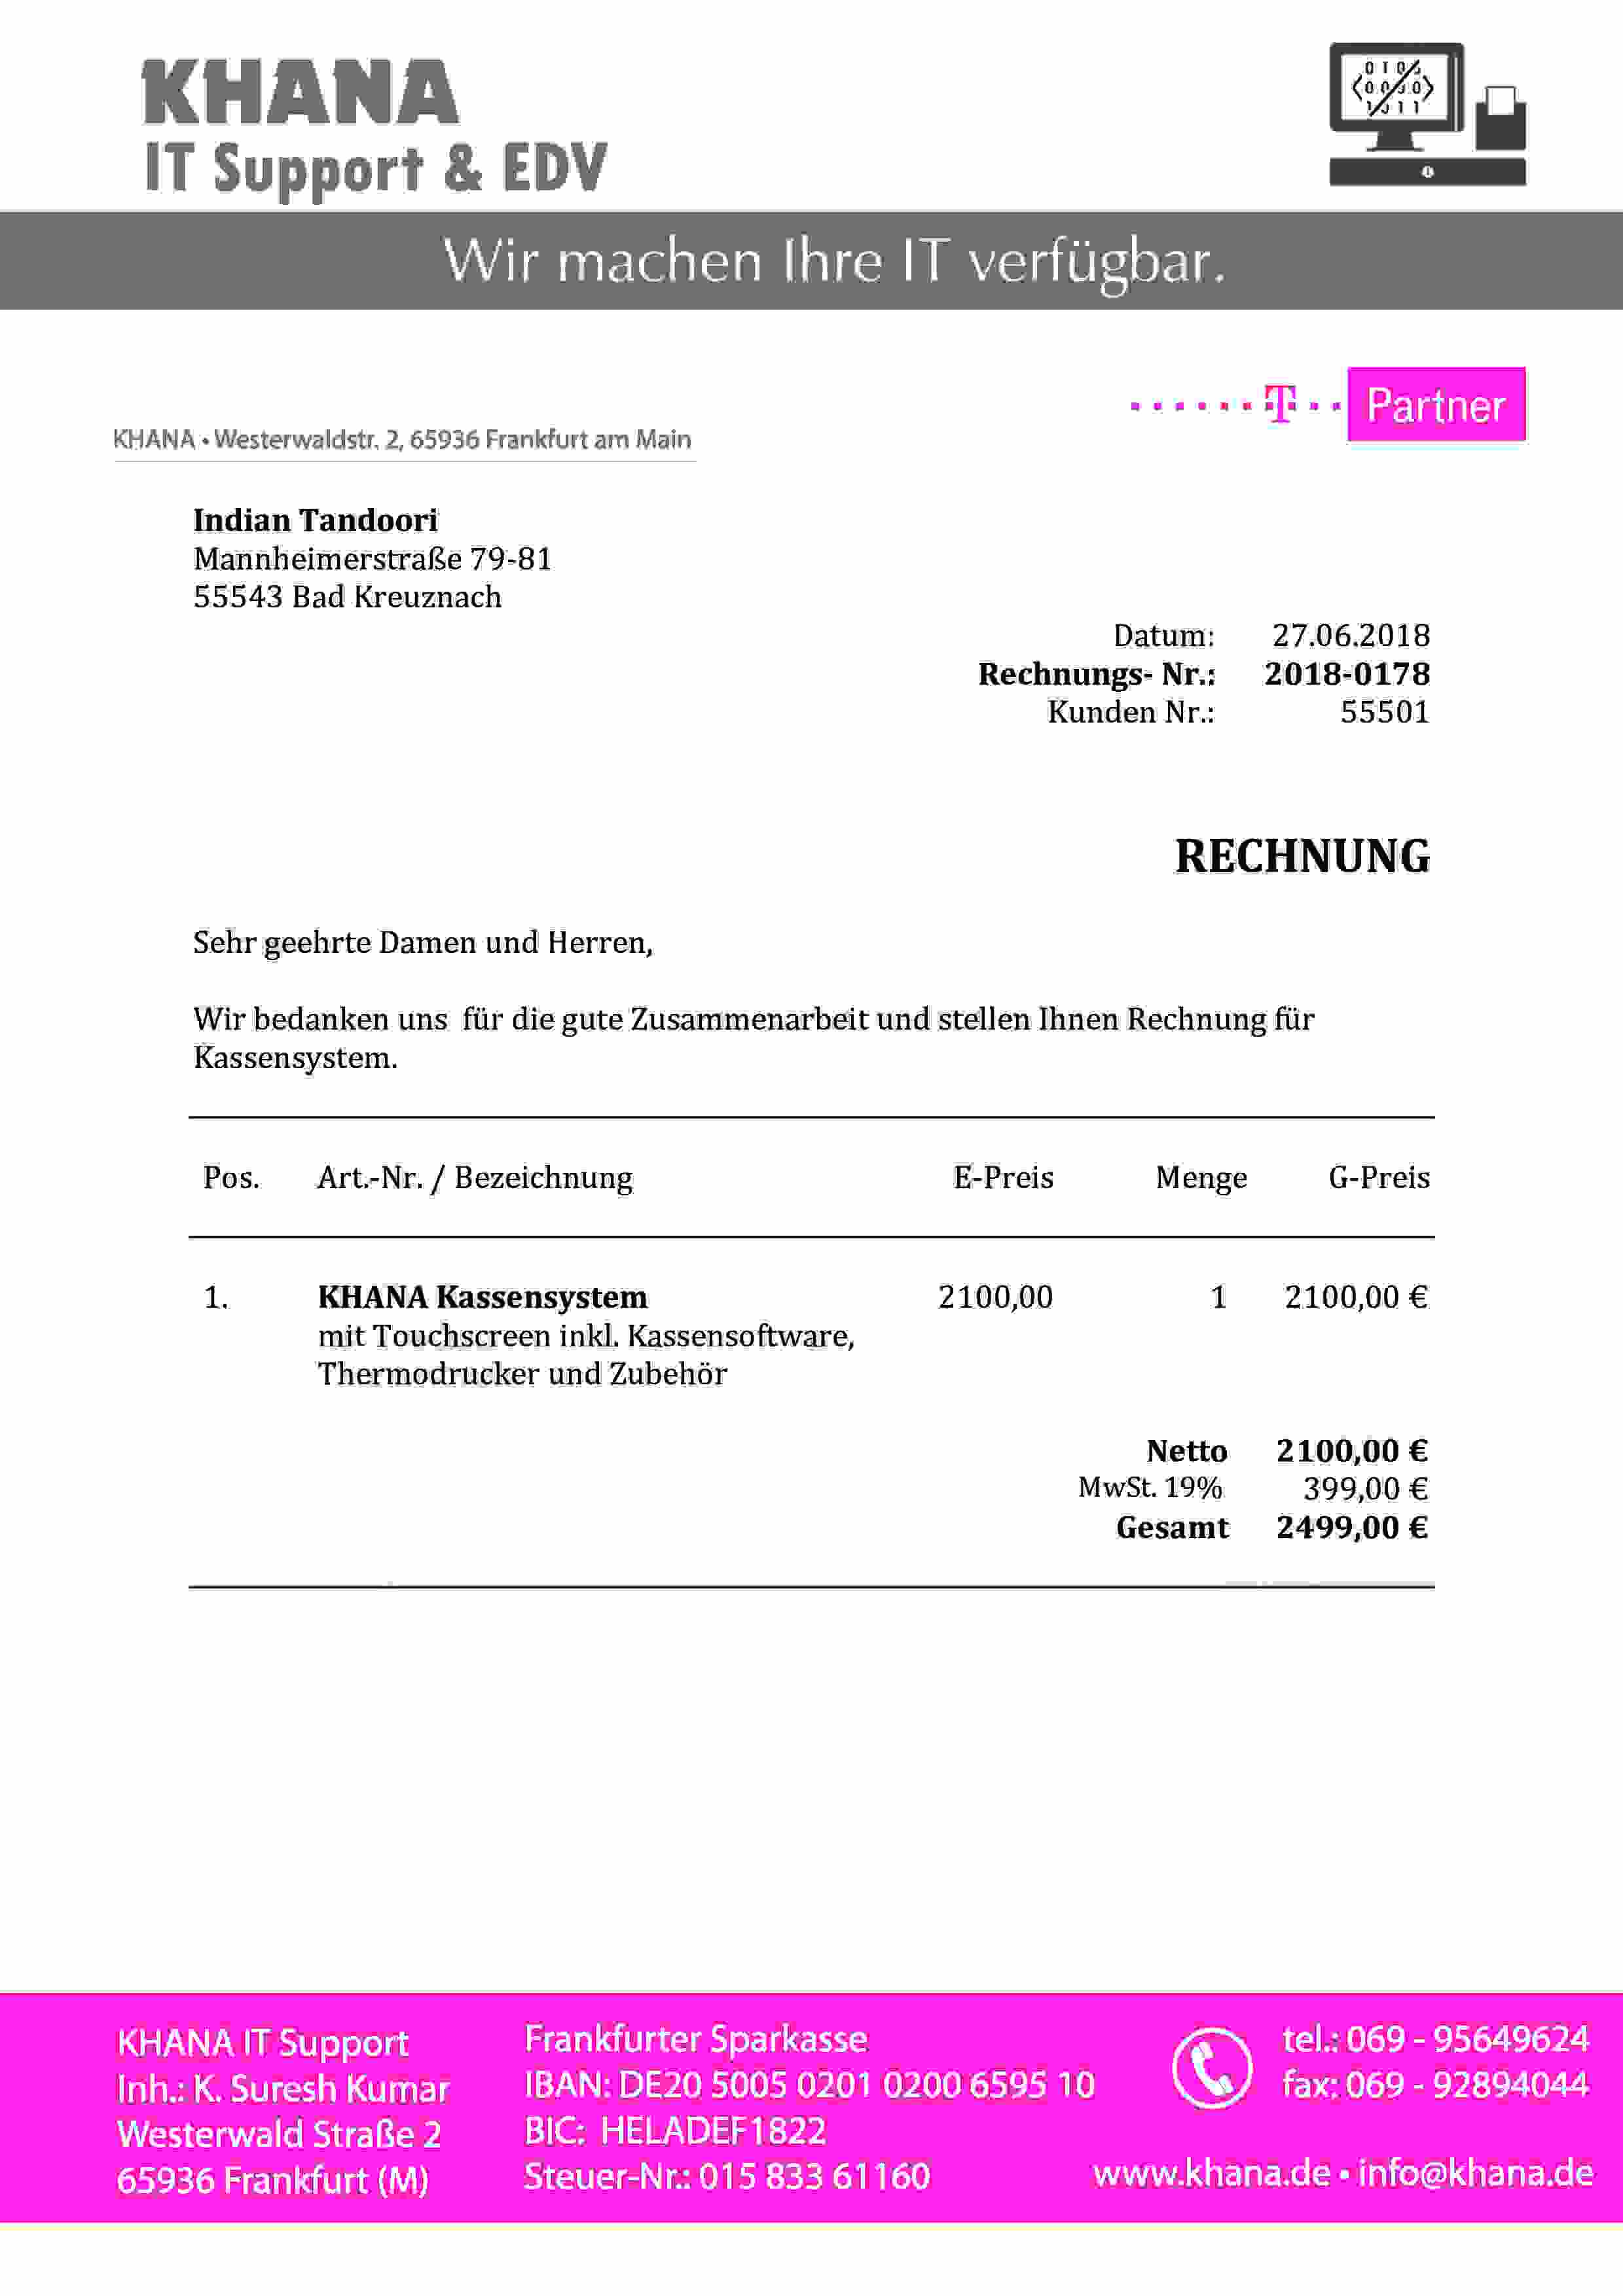 KHANA
IT Support & EDV
Wir machen Ihre IT verfügbar.
T Partner
KHANA • Westerwaldstr. 2, 65936 Frankfurt am Main
Indian Tandoori
Mannheimerstraße 79-81
55543 Bad Kreuznach
Datum: 27.06.2018
Rechnungs- Nr.: 2018-0178
Kunden Nr.: 55501
RECHNUNG
Sehr geehrte Damen und Herren,
Wir bedanken uns für die gute Zusammenarbeit und stellen Ihnen Rechnung für
Kassensystem.
Pos. Art.-Nr. / Bezeichnung E-Preis Menge G-Preis
1. KHANA Kassensystem 2100,00 1 2100,00 €
mit Touchscreen inkl. Kassensoftware,
Thermodrucker und Zubehör
Netto 2100,00 €
MwSt. 19% 399,00 €
Gesamt 2499,00 €
KHANA IT Support
Inh.: K. Suresh Kumar
Westerwald Straße 2
65936 Frankfurt (M)
Frankfurter Sparkasse
IBAN: DE20 5005 0201 0200 6595 10
BIC: HELADEF1822
Steuer-Nr.: 015 833 61160
tel.: 069 - 95649624
fax: 069 - 92894044
www.khana.de • info@khana.de